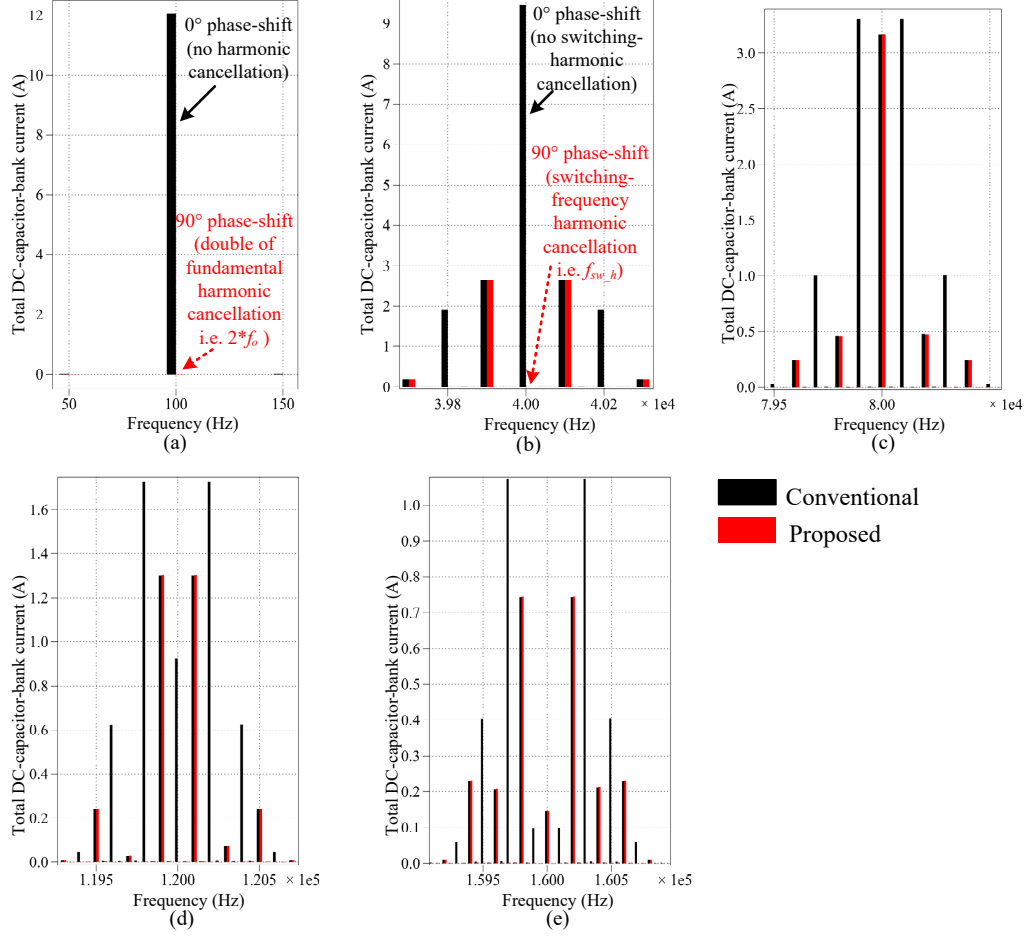 Total DC-capacitor-bank current (A)
12
10
8
6
4
2
0
0° phase-shift
(no harmonic
cancellation)
90° phase-shift
(double of
fundamental
harmonic
cancellation
i.e. 2*fo )
50
100
150
Frequency (Hz)
(a)
Total DC-capacitor-bank current (A)
9
8
7
6
5
4
3
2
1
0
0° phase-shift
(no switching-
harmonic
cancellation)
90° phase-shift
(switching-
frequency
harmonic
cancellation
i.e. fsw_h)
3.98
4.00
4.02
× 1e4
Frequency (Hz)
(b)
Total DC-capacitor-bank current (A)
3.0
2.5
2.0
1.5
1.0
0.5
0.0
7.95
8.00
× 1e4
Frequency (Hz)
(c)
Total DC-capacitor-bank current (A)
1.6
1.4
1.2
1.0
0.8
0.6
0.4
0.2
0.0
1.195
1.200
1.205
× 1e5
Frequency (Hz)
(d)
Total DC-capacitor-bank current (A)
1.0
0.9
0.8
0.7
0.6
0.5
0.4
0.3
0.2
0.1
0.0
1.595
1.600
1.605
× 1e5
Frequency (Hz)
(e)
Conventional
Proposed